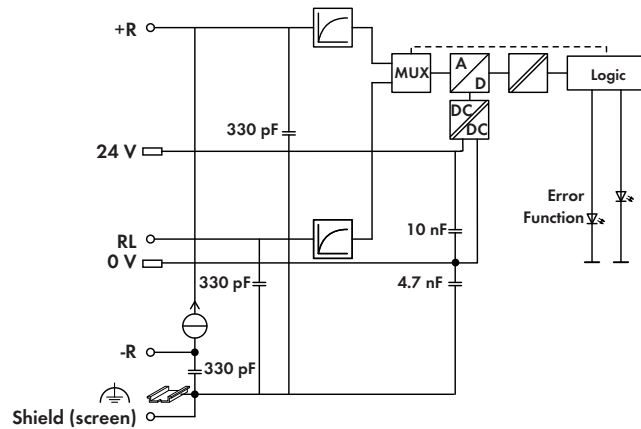 +R
MUX
A
D
Logic
DC
DC
330 pF
24 V
Error
Function
RL
10 nF
0 V
330 pF
4.7 nF
-R
330 pF
Shield (screen)